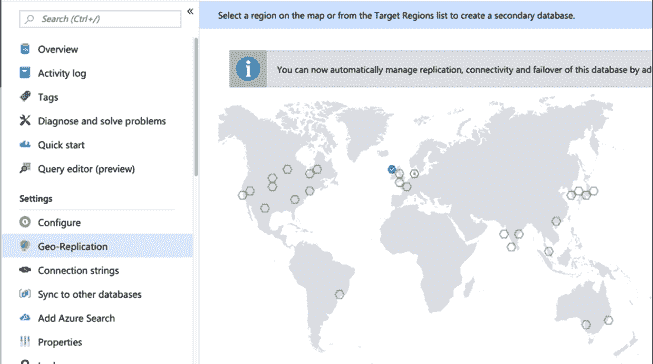 Search (Ctrl+/)
«
Overview
Activity log
Tags
Diagnose and solve problems
Quick start
Query editor (preview)
Settings
Configure
Geo-Replication
Connection strings
Sync to other databases
Add Azure Search
Properties
Select a region on the map or from the Target Regions list to create a secondary database.
You can now automatically manage replication, connectivity and failover of this database by ad